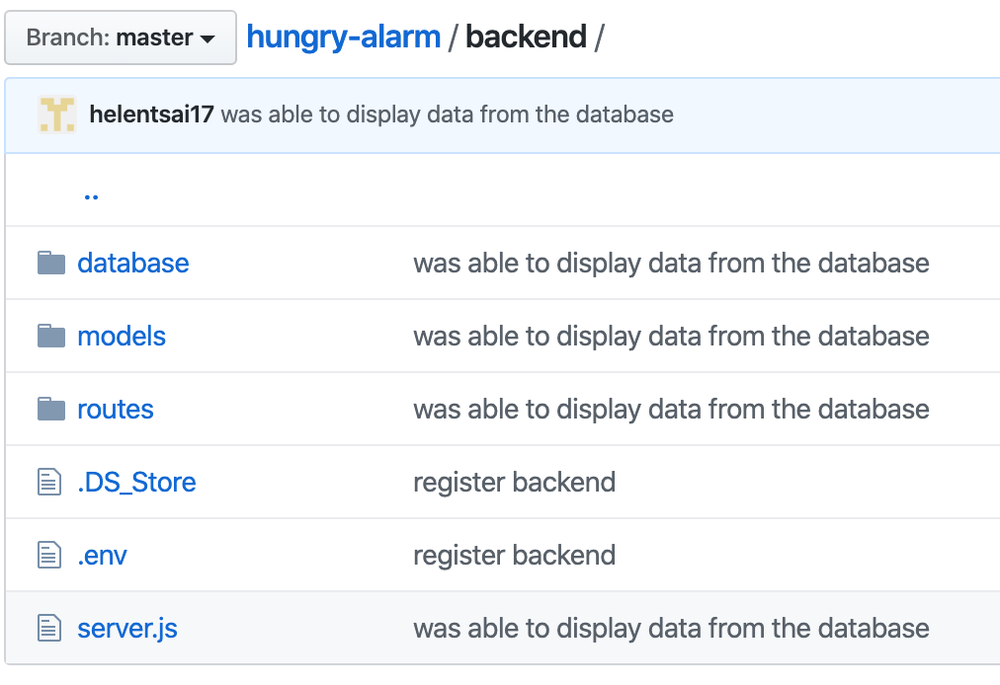 Branch: master hungry-alarm / backend /
helentsai17 was able to display data from the database
..
database was able to display data from the database
models was able to display data from the database
routes was able to display data from the database
.DS_Store register backend
.env register backend
server.js was able to display data from the database